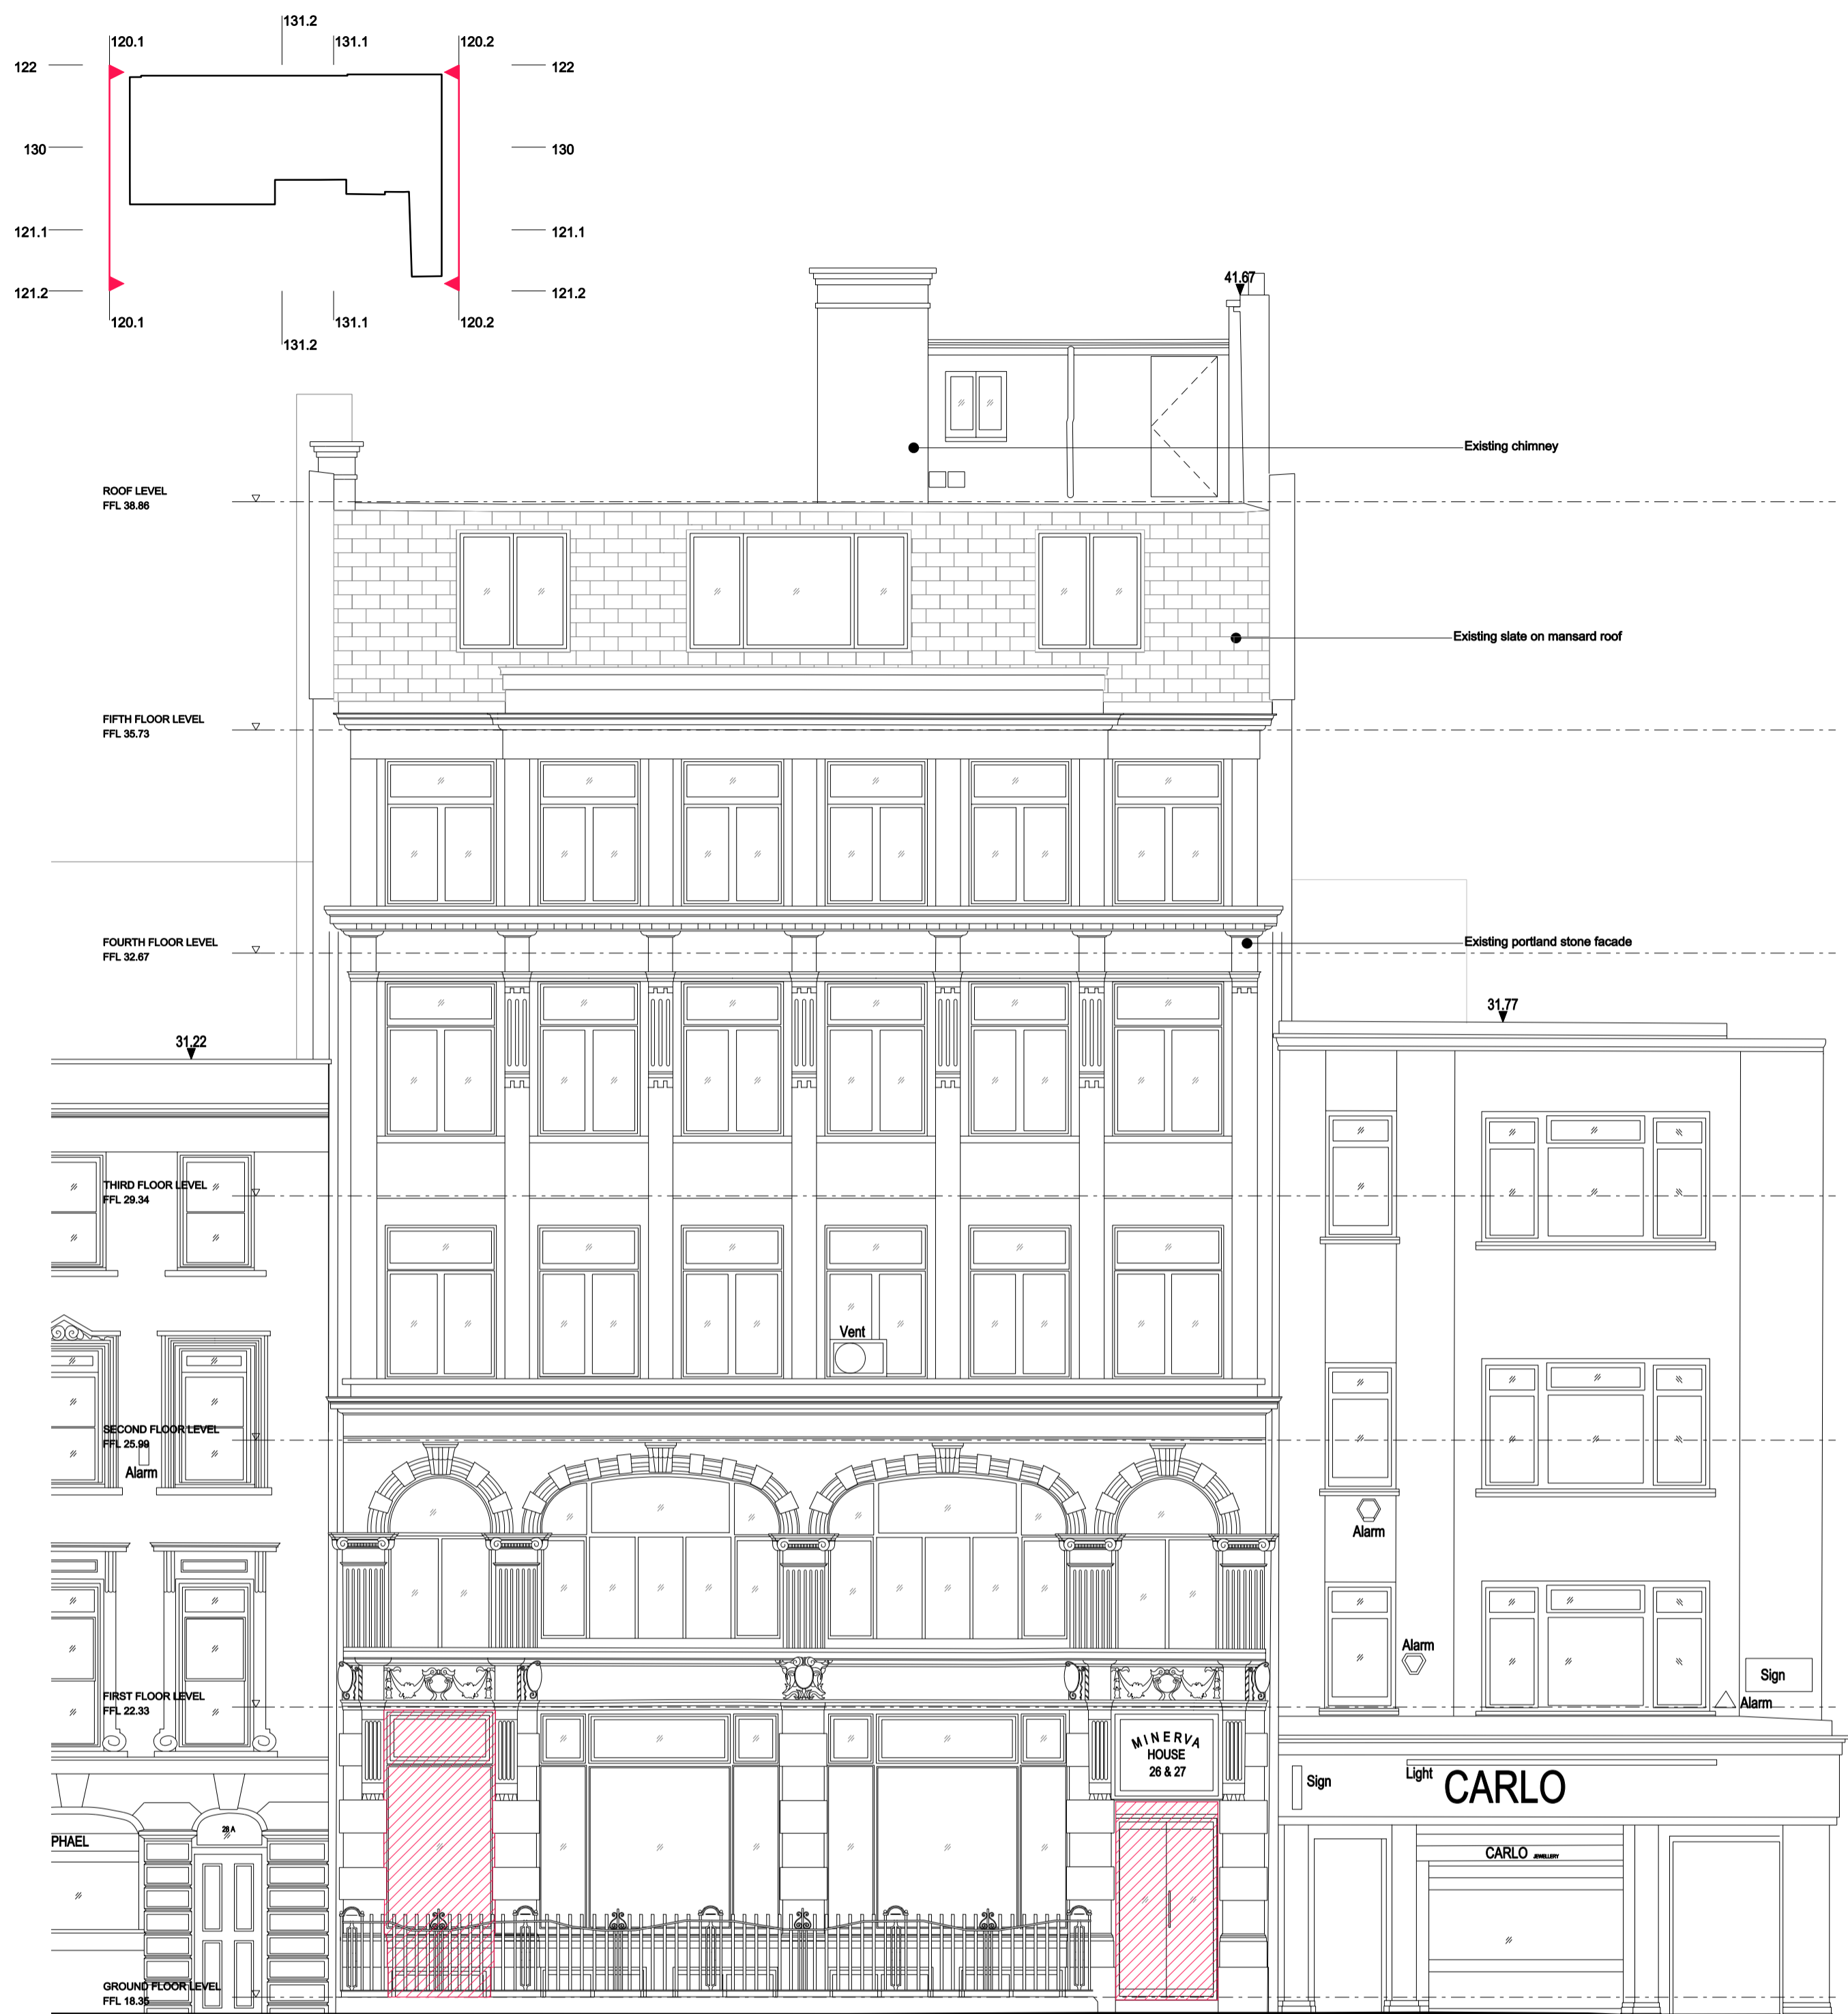 131.2
120.1
131.1
120.2
122
122
130
130
121.1
121.1
121.2
121.2
120.1
131.1
120.2
131.2
41.67
Existing chimney
ROOF LEVEL
FFL 38.86
Existing slate on mansard roof
FIFTH FLOOR LEVEL
FFL 35.73
FOURTH FLOOR LEVEL
FFL 32.67
Existing portland stone facade
31.77
31.22
THIRD FLOOR LEVEL
FFL 29.34
Vent
SECOND FLOOR LEVEL
FFL 25.99
Alarm
Alarm
Alarm
Sign
Alarm
FIRST FLOOR LEVEL
FFL 22.33
MINERVA
HOUSE
26 & 27
Sign
Light
CARLO
28 A
PHAEL
CARLO JEWELLERY
GROUND FLOOR LEVEL
FFL 18.35